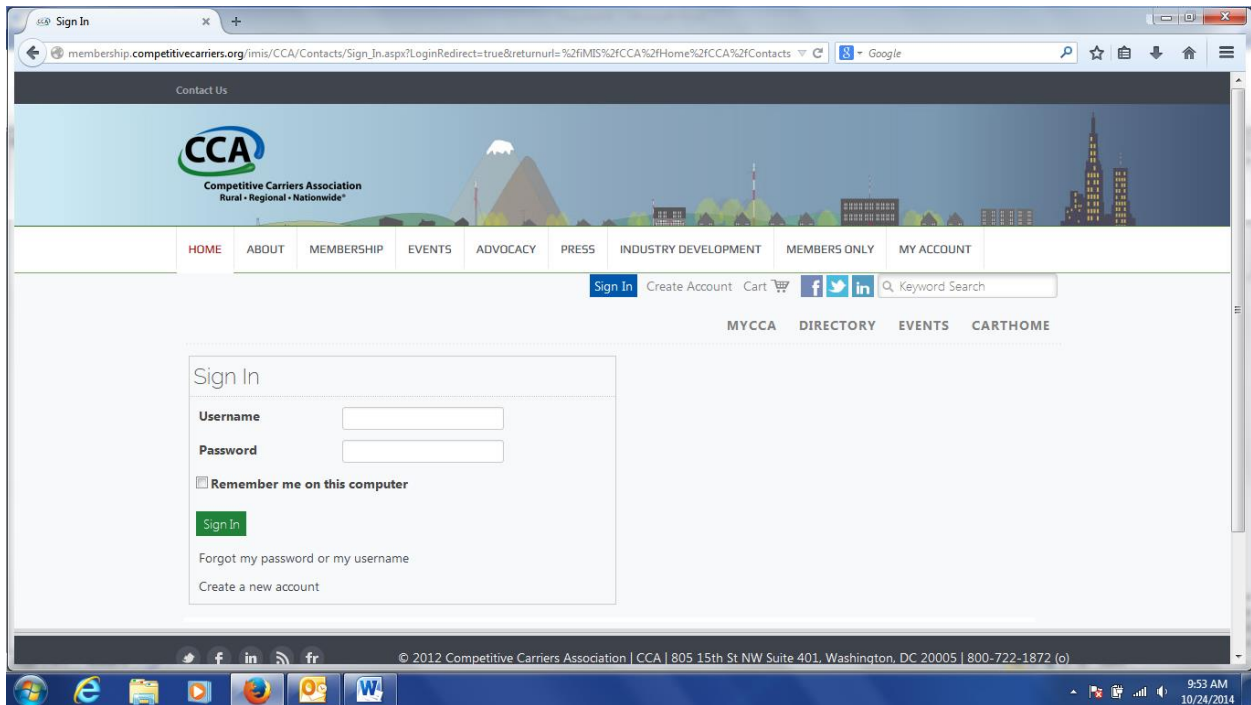 Sign In
membership.competitivecarriers.org/imis/CCA/Contacts/Sign_In.aspx?LoginRedirect=true&returnurl=%2fiMIS%2fCCA%2fHome%2fCCA%2fContacts
8 Google
Contact Us
CCA
Competitive Carriers Association
Rural • Regional • Nationwide®
HOME ABOUT MEMBERSHIP EVENTS ADVOCACY PRESS INDUSTRY DEVELOPMENT MEMBERS ONLY MY ACCOUNT
Sign In Create Account Cart f in Keyword Search
MYCCA DIRECTORY EVENTS CARTHOME
Sign In
Username
Password
Remember me on this computer
Sign In
Forgot my password or my username
Create a new account
f in fr © 2012 Competitive Carriers Association | CCA | 805 15th St NW Suite 401, Washington, DC 20005 | 800-722-1872 (o)
9:53 AM
10/24/2014